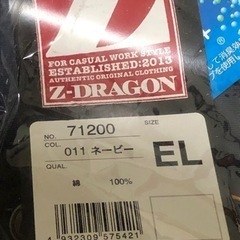 Z
FOR CASUAL WORK STYLE
ESTABLISHED:2013
AUTHENTIC ORIGINAL CLOTHING
Z-DRAGON
NO. 71200 SIZE
COL 011 ネービー EL
QUAL
綿 100%
4932309575421